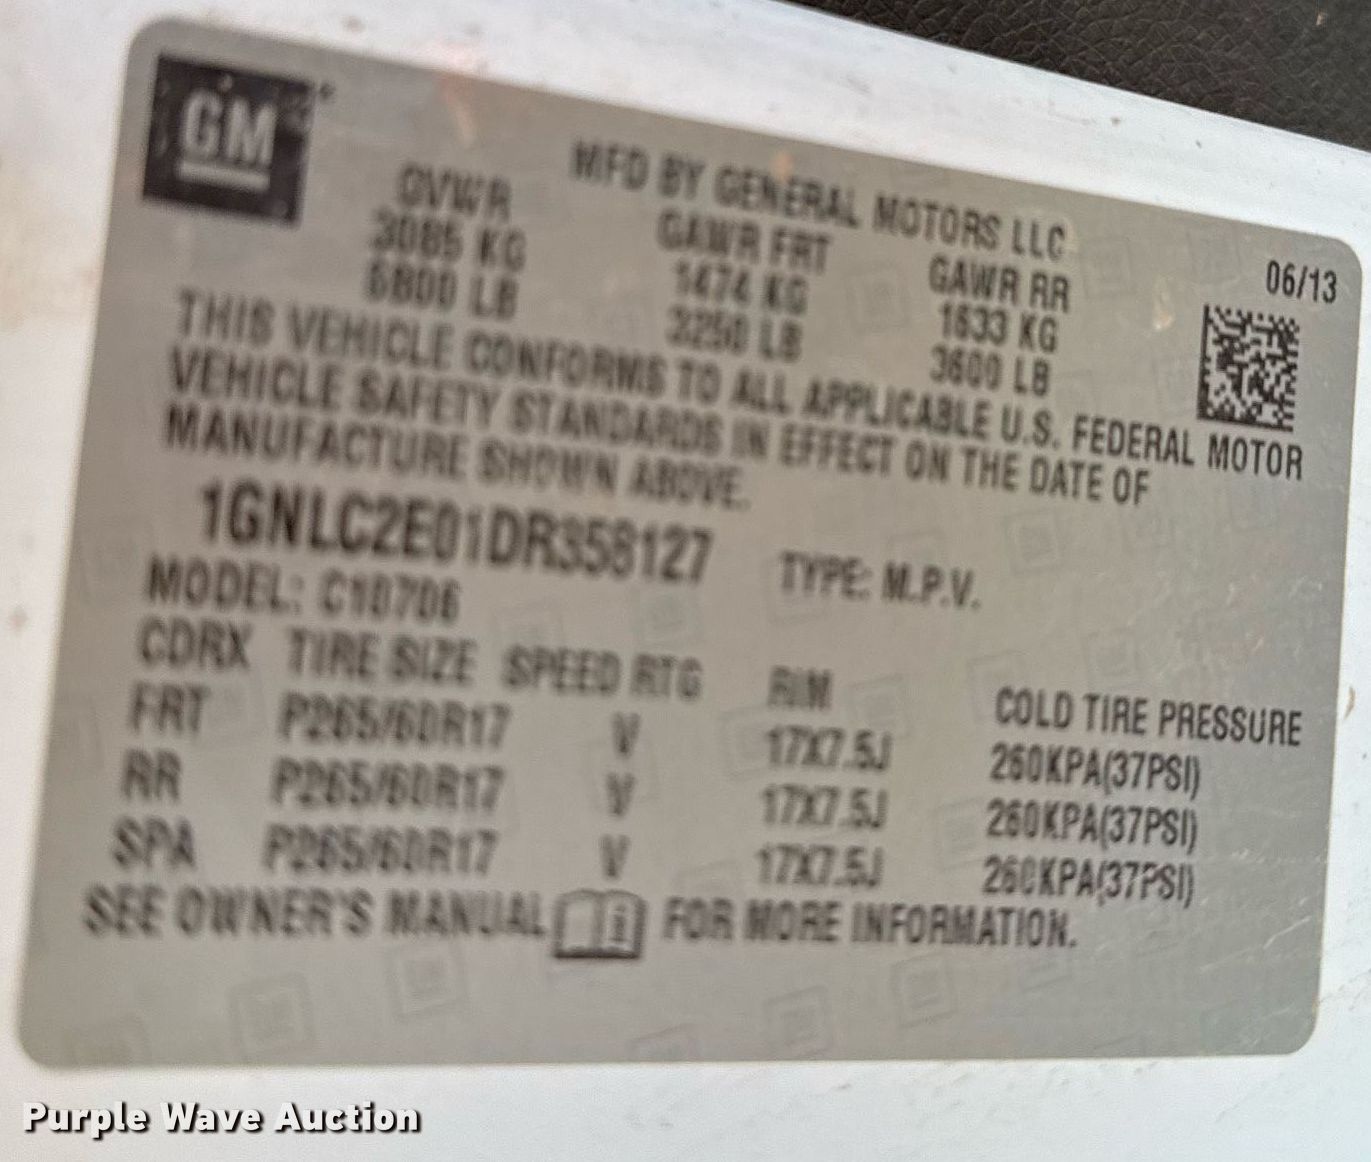 GM
MFD BY GENERAL MOTORS LLC
06/13
GVWR GAWR FRT GAWR RR
3085 KG 1474 KG 1633 KG
6800 LB 3250 LB 3600 LB
THIS VEHICLE CONFORMS TO ALL APPLICABLE U.S. FEDERAL MOTOR
VEHICLE SAFETY STANDARDS IN EFFECT ON THE DATE OF
MANUFACTURE SHOWN ABOVE.
1GNLC2E01DR358127 TYPE: M.P.V.
MODEL: C10706
CDRX TIRE SIZE SPEED RTG RIM COLD TIRE PRESSURE
FRT P265/60R17 V 17X7.5J 260KPA(37PSI)
RR P265/60R17 V 17X7.5J 260KPA(37PSI)
SPA P265/60R17 V 17X7.5J 260KPA(37PSI)
SEE OWNER'S MANUAL FOR MORE INFORMATION.
Purple Wave Auction